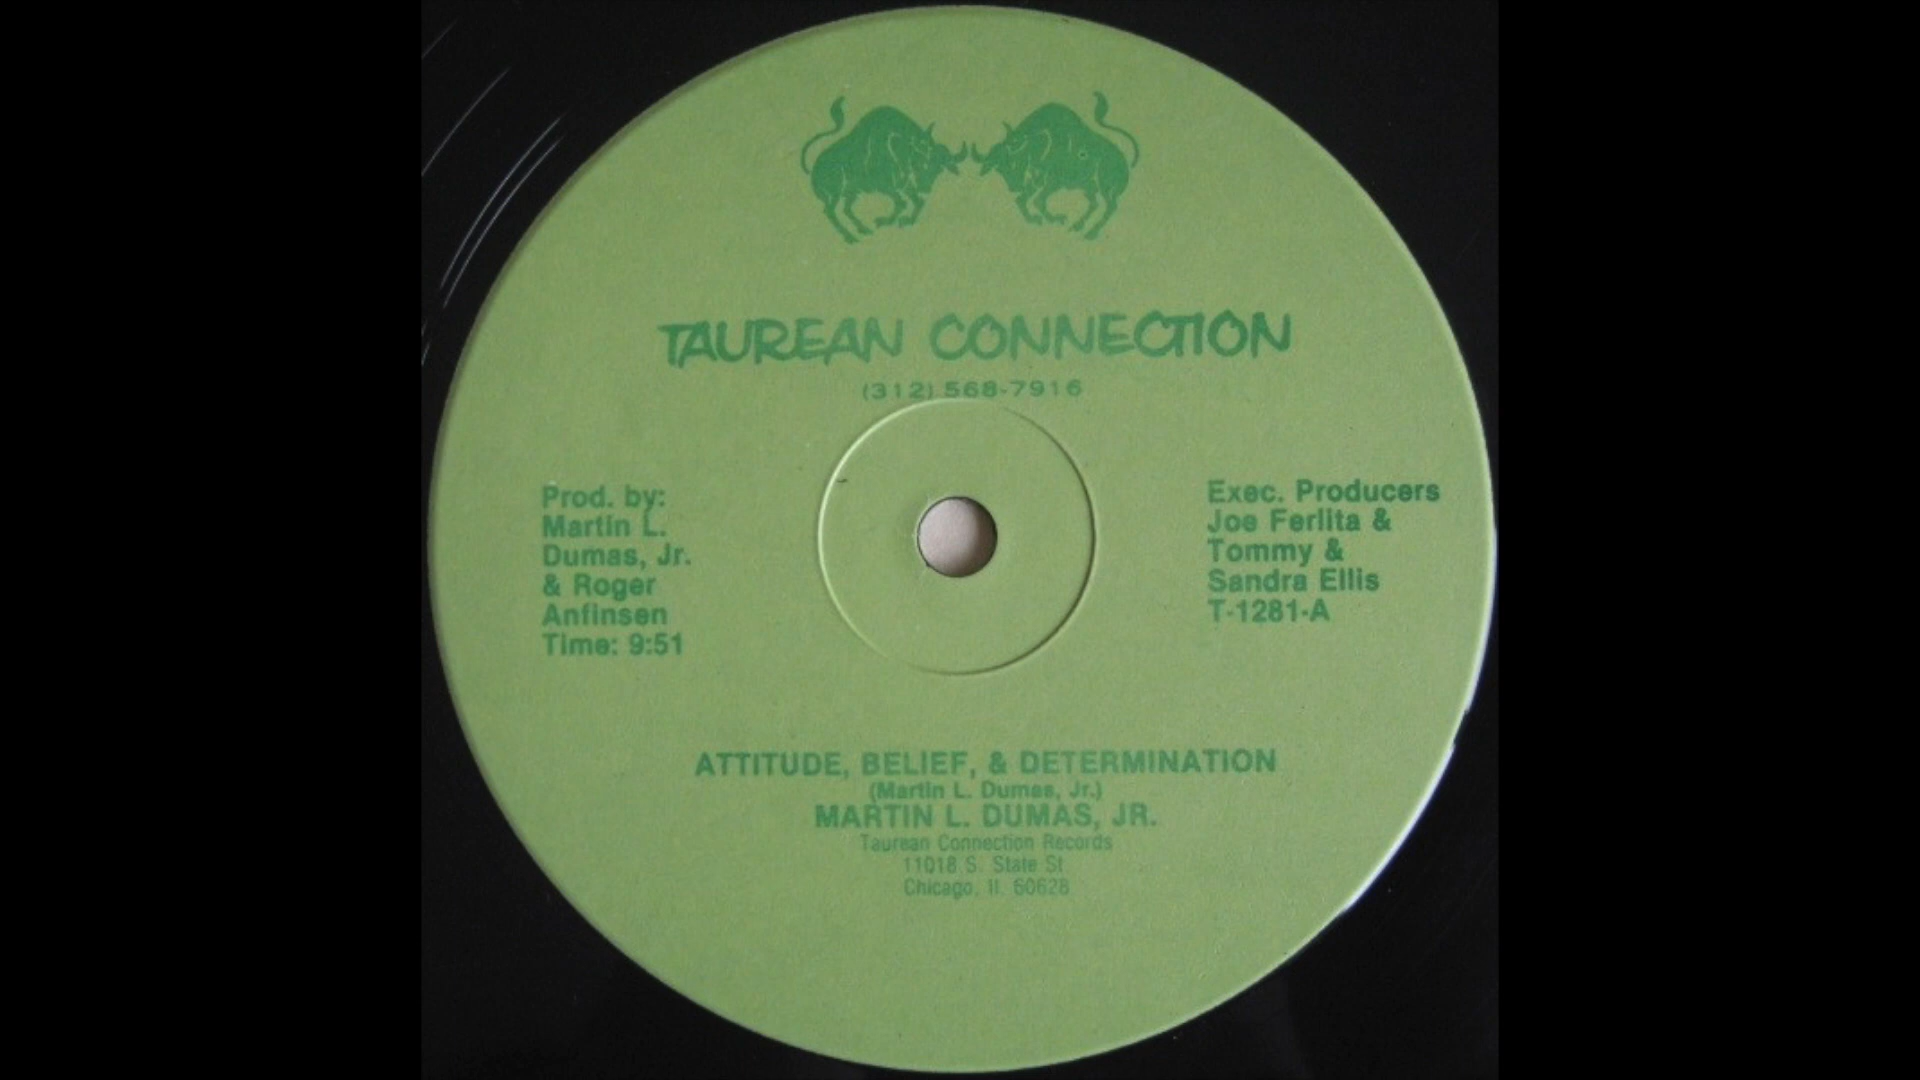 TAUREAN CONNECTION
(312) 568-7916
Prod. by:
Martin L.
Dumas, Jr.
& Roger
Anfinsen
Time: 9:51
Exec. Producers
Joe Ferlita &
Tommy &
Sandra Ellis
T-1281-A
ATTITUDE, BELIEF, & DETERMINATION
(Martin L. Dumas, Jr.)
MARTIN L. DUMAS, JR.
Taurean Connection Records
11018 S. State St
Chicago, Il. 60628